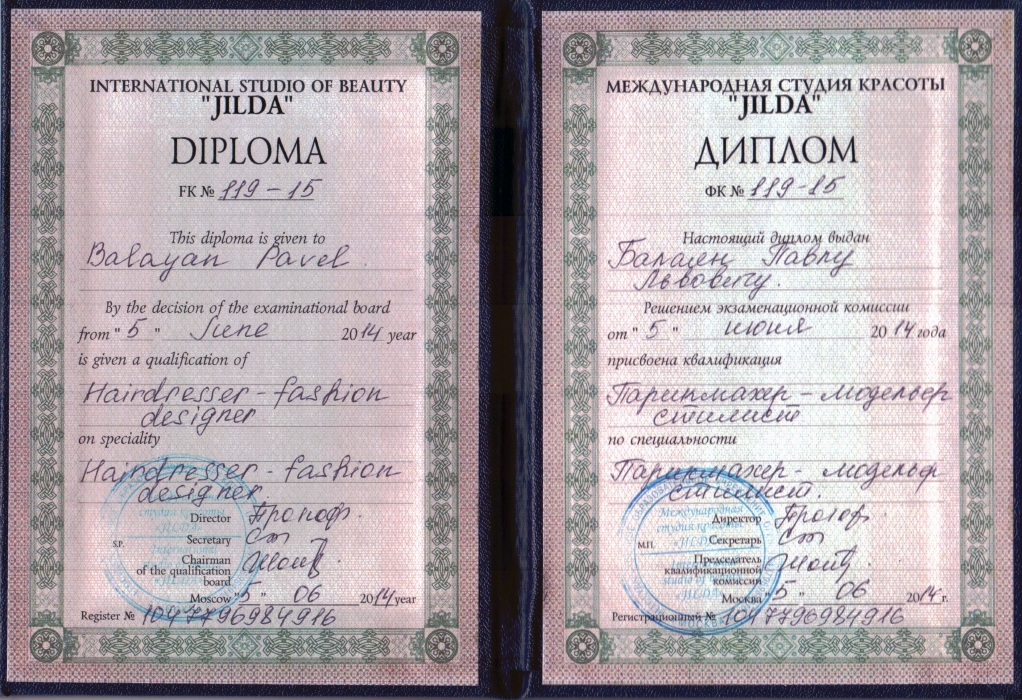 INTERNATIONAL STUDIO OF BEAUTY
"JILDA"
DIPLOMA
FK № 119-15
This diploma is given to
Balayan Pavel
By the decision of the examinational board
from " 5 " June 2014 year
is given a qualification of
Hairdresser-fashion
designer
on speciality
Hairdresser-fashion
designer.
Director
Secretary
S.P.
Chairman
of the qualification
board
Moscow "5 " 06 2014 year
Register № 1047796984916
МЕЖДУНАРОДНАЯ СТУДИЯ КРАСОТЫ
"JILDA"
ДИПЛОМ
ФК № 119-15
Настоящий диплом выдан
Балаян Павлу
Львовичу.
Решением экзаменационной комиссии
от " 5 " июня 2014 года
присвоена квалификация
Парикмахер-модельер
стилист
по специальности
Парикмахер-модельер
стилист.
Директор
М.П. Секретарь
Председатель
квалификационной
комиссии
Москва "5 " 06 2014 г.
Регистрационный № 1047796984916
Международная
студия красоты
«JILDA»